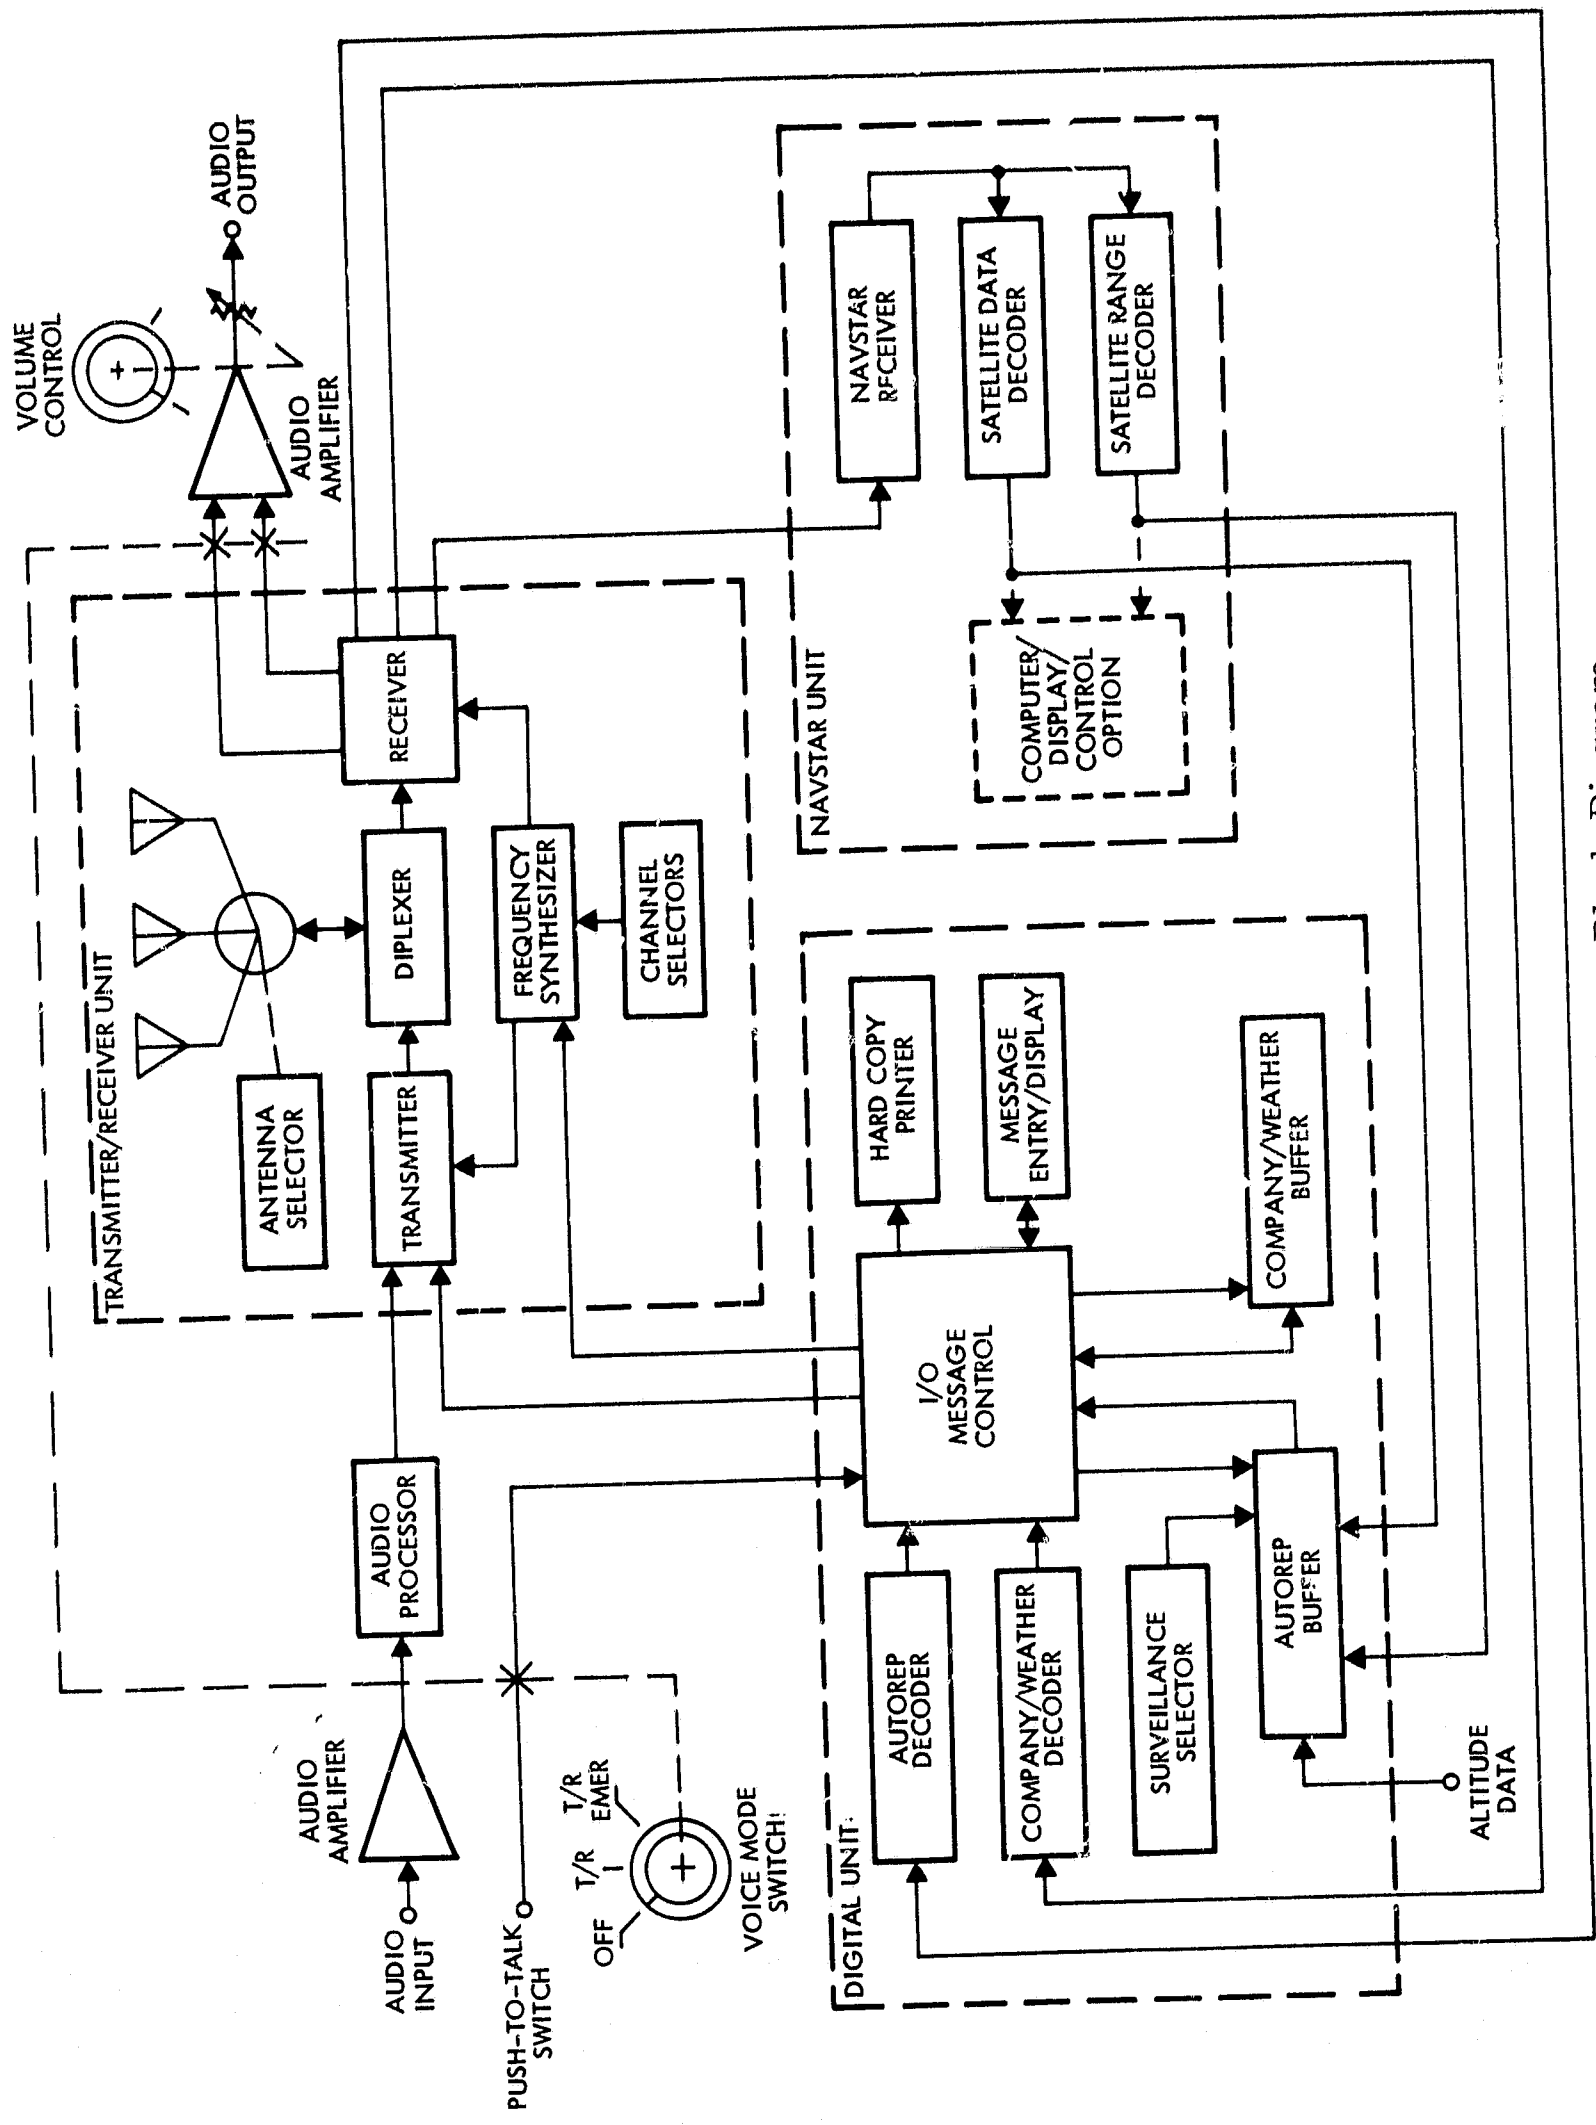 VOLUME
CONTROL
AUDIO
OUTPUT
AUDIO
AMPLIFIER
TRANSMITTER/RECEIVER UNIT
ANTENNA
SELECTOR
TRANSMITTER
DIPLEXER
RECEIVER
FREQUENCY
SYNTHESIZER
CHANNEL
SELECTORS
AUDIO
INPUT
AUDIO
AMPLIFIER
AUDIO
PROCESSOR
PUSH-TO-TALK
SWITCH
OFF
T/R
T/R
EMER
VOICE MODE
SWITCH
DIGITAL UNIT
AUTOREP
DECODER
COMPANY/WEATHER
DECODER
SURVEILLANCE
SELECTOR
AUTOREP
BUFFER
ALTITUDE
DATA
I/O
MESSAGE
CONTROL
HARD COPY
PRINTER
MESSAGE
ENTRY/DISPLAY
COMPANY/WEATHER
BUFFER
NAVSTAR UNIT
NAVSTAR
RECEIVER
SATELLITE DATA
DECODER
SATELLITE RANGE
DECODER
COMPUTER/
DISPLAY/
CONTROL
OPTION